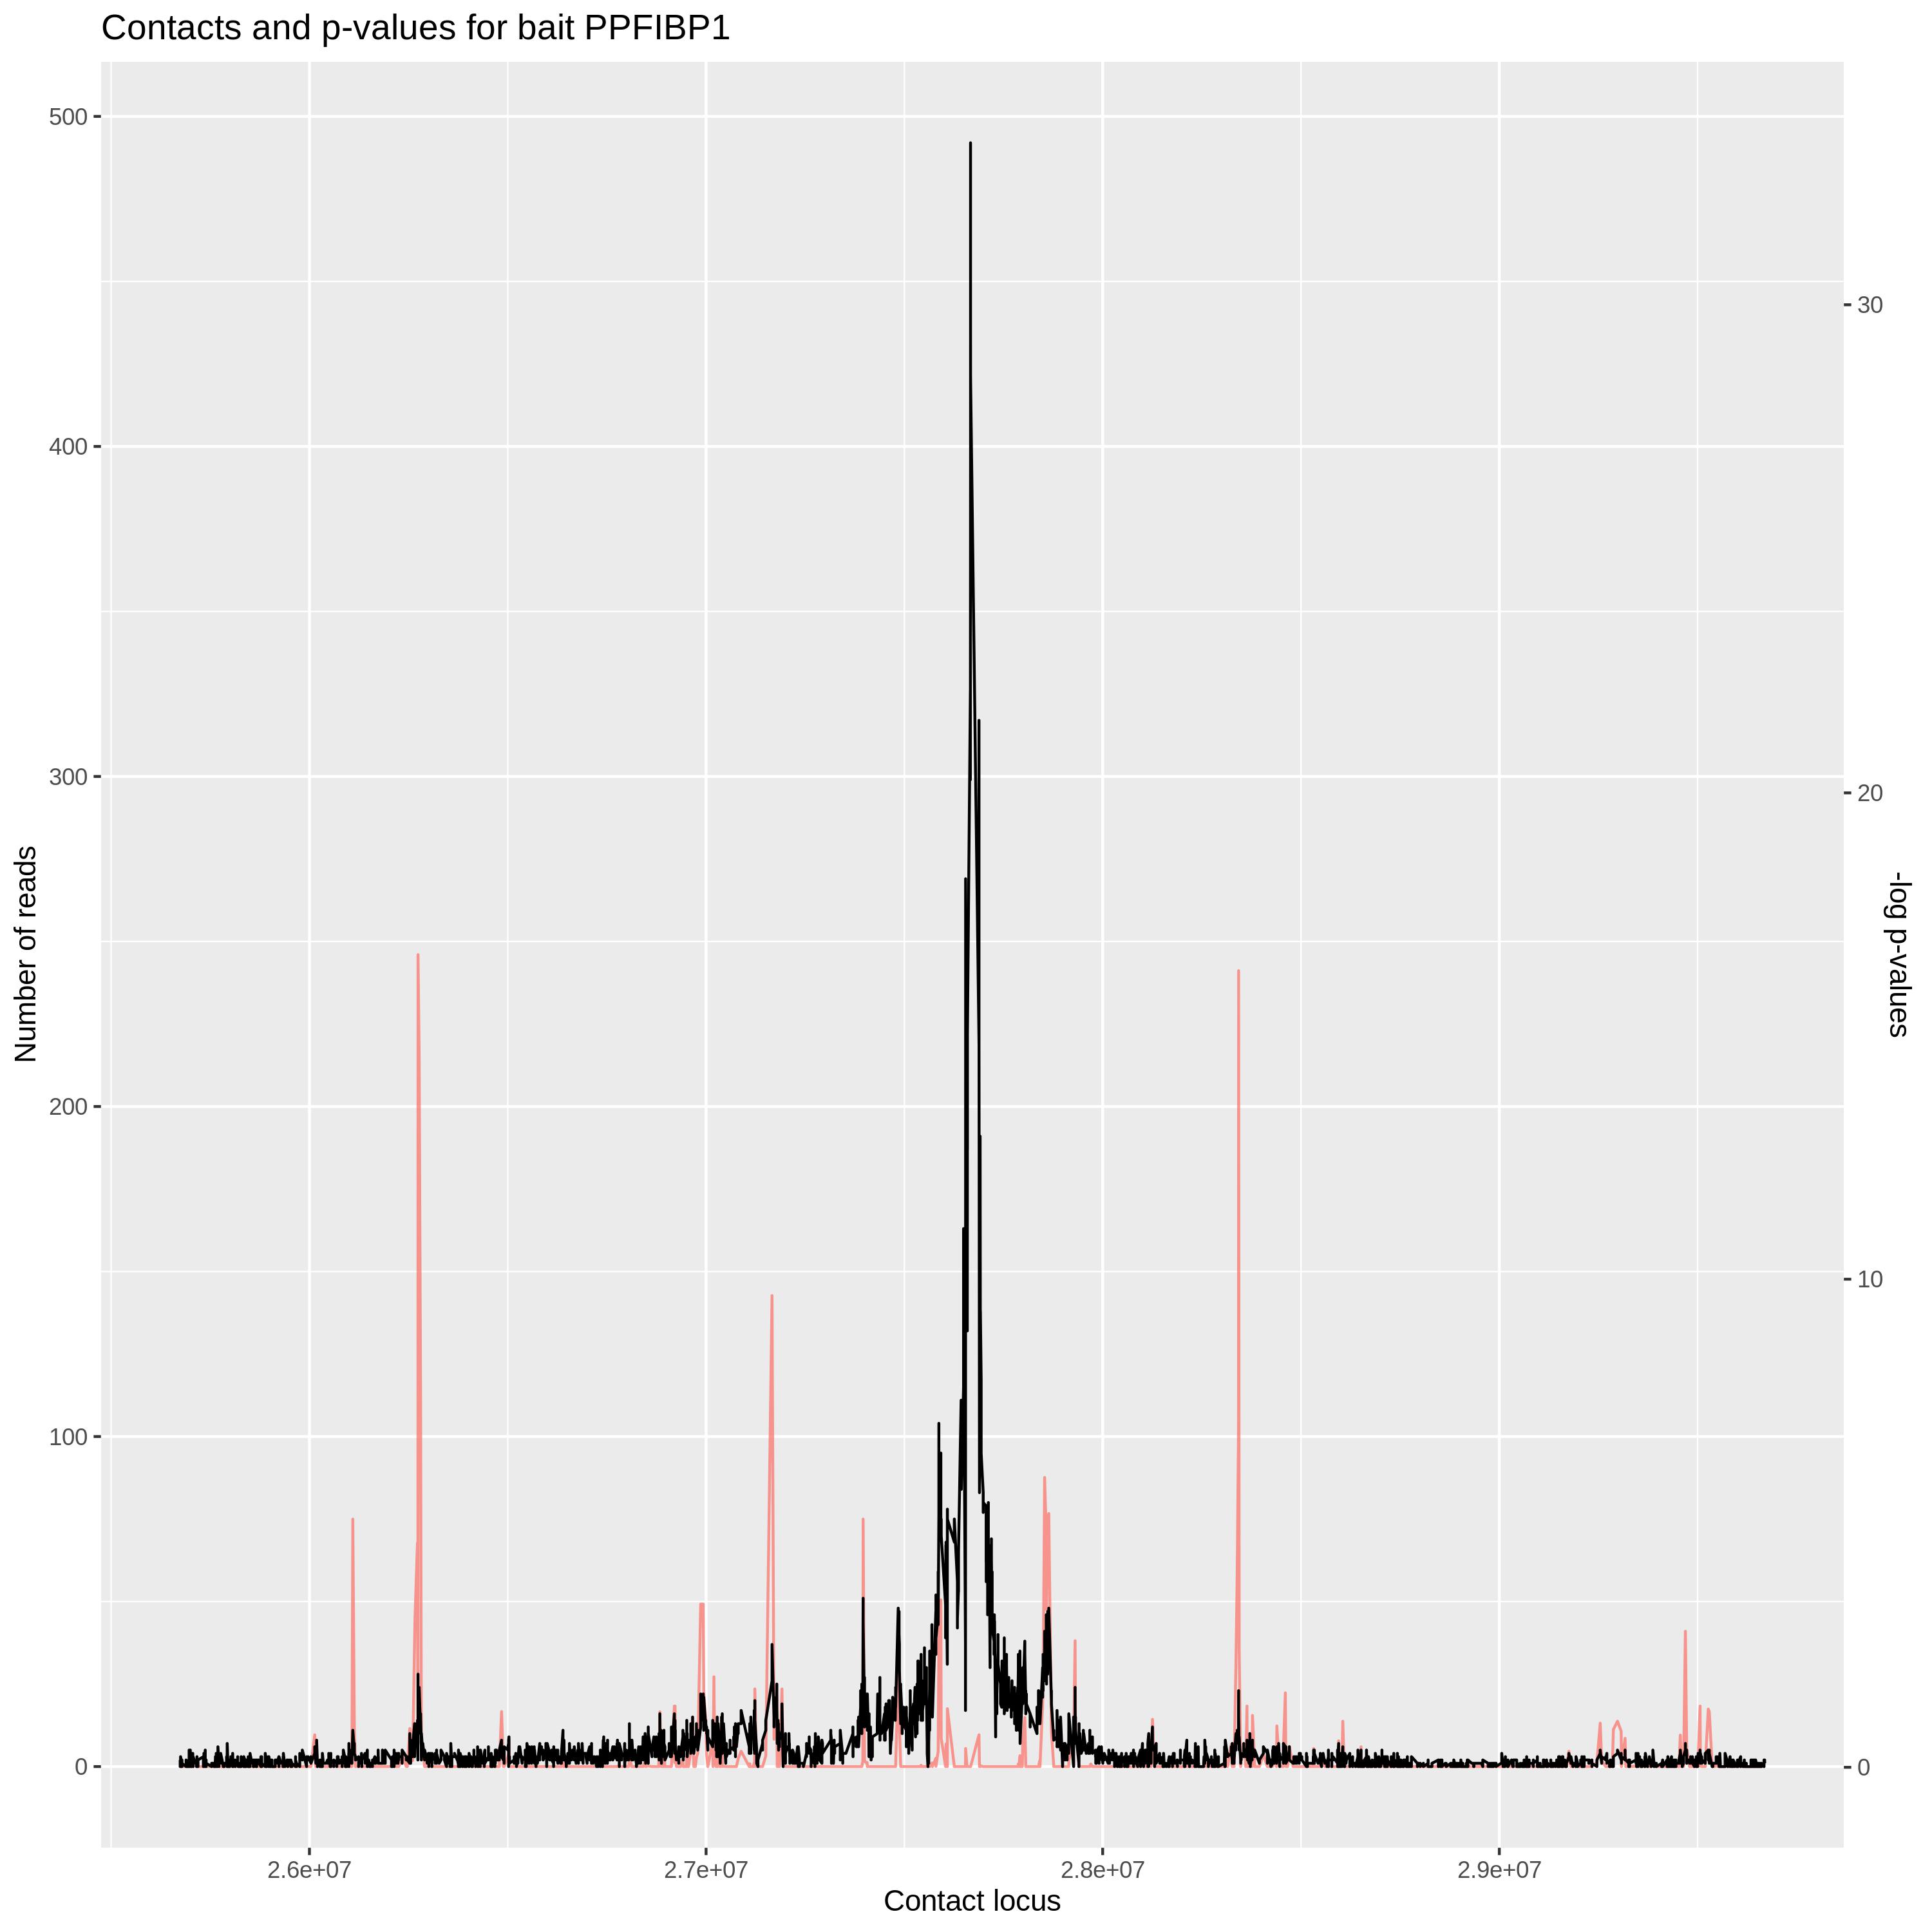 Contacts and p-values for bait PPFIBP1
500
400
300
200
100
0
Number of reads
30
20
10
0
-log p-values
2.6e+07
2.7e+07
2.8e+07
2.9e+07
Contact locus